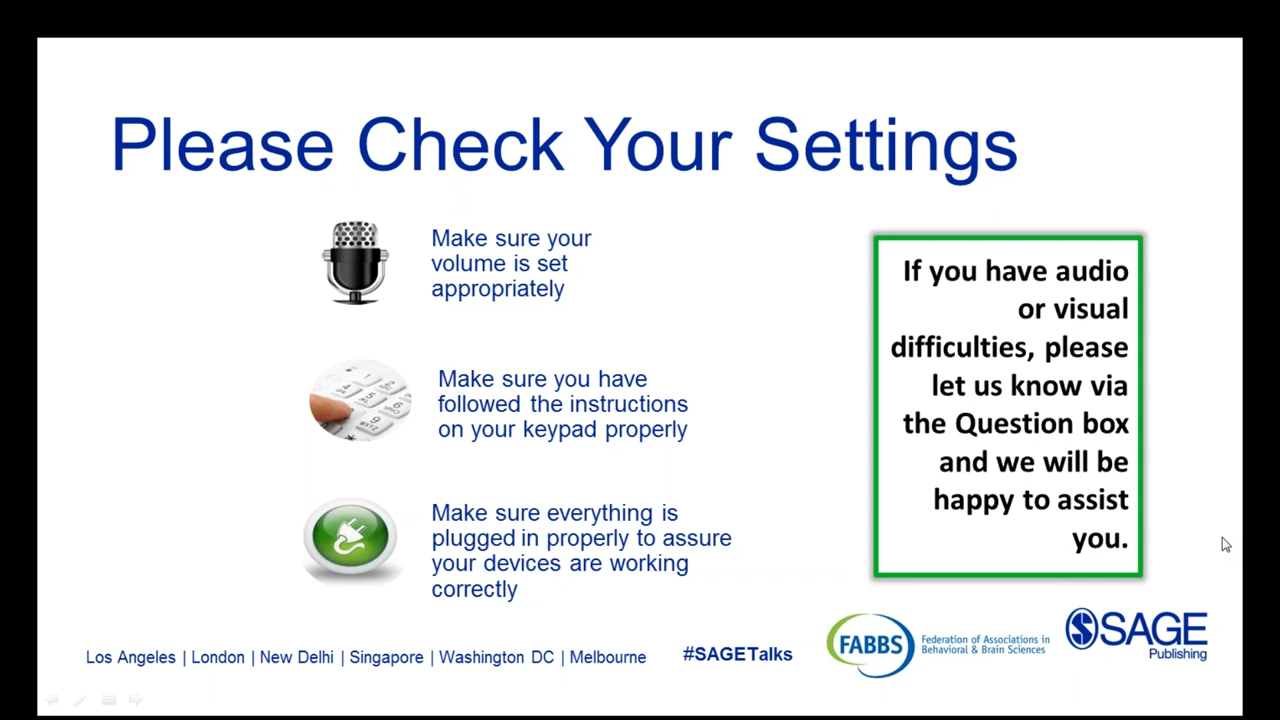 Please Check Your Settings
Make sure your
volume is set
appropriately
Make sure you have
followed the instructions
on your keypad properly
Make sure everything is
plugged in properly to assure
your devices are working
correctly
If you have audio
or visual
difficulties, please
let us know via
the Question box
and we will be
happy to assist
you.
Los Angeles | London | New Delhi | Singapore | Washington DC | Melbourne
#SAGETalks
FABBS
Federation of Associations in
Behavioral & Brain Sciences
SAGE
Publishing